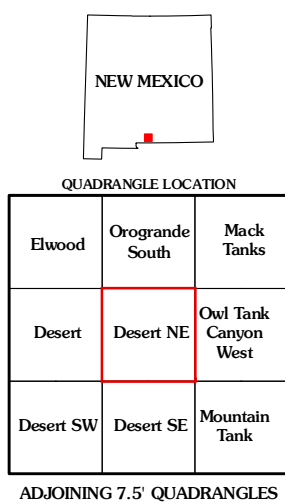 NEW MEXICO
QUADRANGLE LOCATION
Elwood
Orogrande
South
Mack
Tanks
Desert
Desert NE
Owl Tank
Canyon
West
Desert SW
Desert SE
Mountain
Tank
ADJOINING 7.5' QUADRANGLES